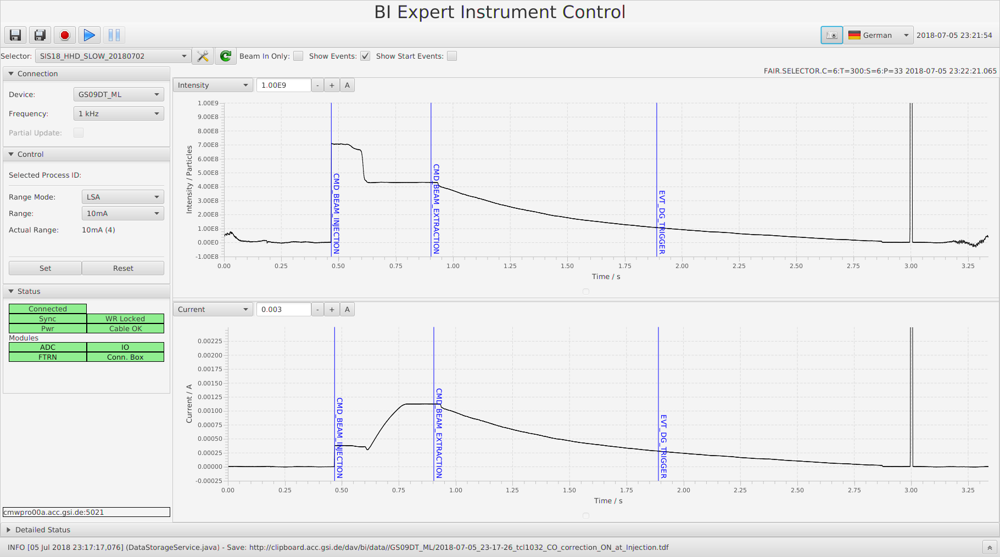 BI Expert Instrument Control
German 2018-07-05 23:21:54
Selector: SIS18_HHD_SLOW_20180702 Beam In Only: Show Events: Show Start Events:
FAIR.SELECTOR.C=6:T=300:S=6:P=33 2018-07-05 23:22:21.065
Connection
Device: GS09DT_ML
Frequency: 1 kHz
Partial Update:
Control
Selected Process ID:
Range Mode: LSA
Range: 10mA
Actual Range: 10mA (4)
Set Reset
Status
Connected
Sync WR Locked
Pwr Cable OK
Modules
ADC IO
FTRN Conn. Box
cmwpro00a.acc.gsi.de:5021
Intensity 1.00E9 - + A
Intensity / Particles
1.00E9
9.00E8
8.00E8
7.00E8
6.00E8
5.00E8
4.00E8
3.00E8
2.00E8
1.00E8
0.00E0
-1.00E8
CMD_BEAM_INJECTION
CMD_BEAM_EXTRACTION
EVT_DG_TRIGGER
0.00 0.25 0.50 0.75 1.00 1.25 1.50 1.75 2.00 2.25 2.50 2.75 3.00 3.25
Time / s
Current 0.003 - + A
Current / A
0.00225
0.00200
0.00175
0.00150
0.00125
0.00100
0.00075
0.00050
0.00025
0.00000
-0.00025
CMD_BEAM_INJECTION
CMD_BEAM_EXTRACTION
EVT_DG_TRIGGER
0.00 0.25 0.50 0.75 1.00 1.25 1.50 1.75 2.00 2.25 2.50 2.75 3.00 3.25
Time / s
Detailed Status
INFO [05 Jul 2018 23:17:17,076] (DataStorageService.java) - Save: http://clipboard.acc.gsi.de/dav/bi/data//GS09DT_ML/2018-07-05_23-17-26_tcl1032_CO_correction_ON_at_Injection.tdf